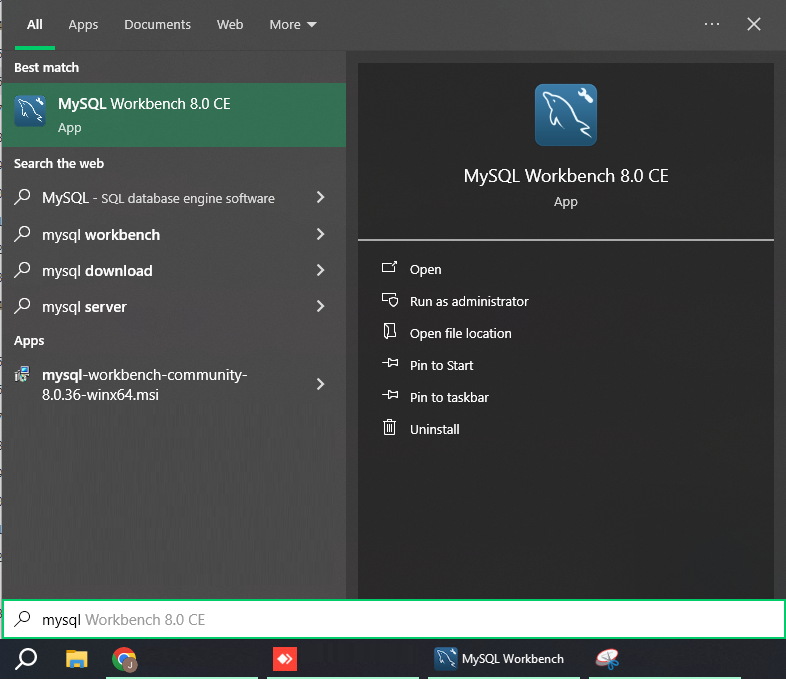 All Apps Documents Web More
Best match
MySQL Workbench 8.0 CE
App
Search the web
MySQL - SQL database engine software
mysql workbench
mysql download
mysql server
Apps
mysql-workbench-community-
8.0.36-winx64.msi
MySQL Workbench 8.0 CE
App
Open
Run as administrator
Open file location
Pin to Start
Pin to taskbar
Uninstall
mysql Workbench 8.0 CE
J
MySQL Workbench